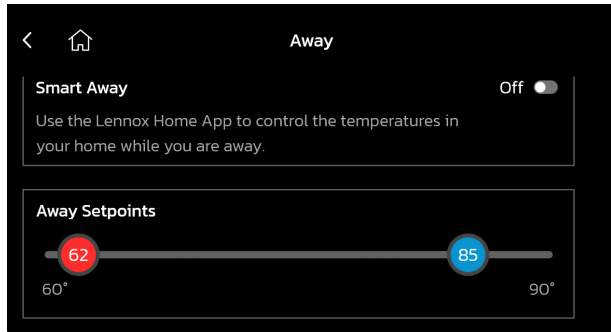 Away
Smart Away
Off
Use the Lennox Home App to control the temperatures in
your home while you are away.
Away Setpoints
62
85
60°
90°